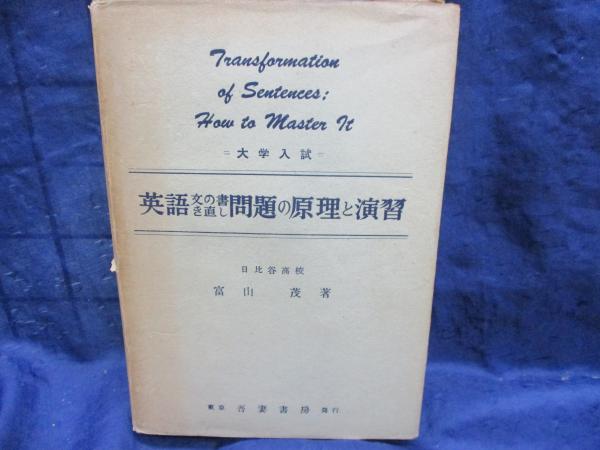 Transformation
of Sentences:
How to Master It
=大学入試=
英語文の書き直し問題の原理と演習
日比谷高校
富山 茂著
東京 吾妻書房 発行